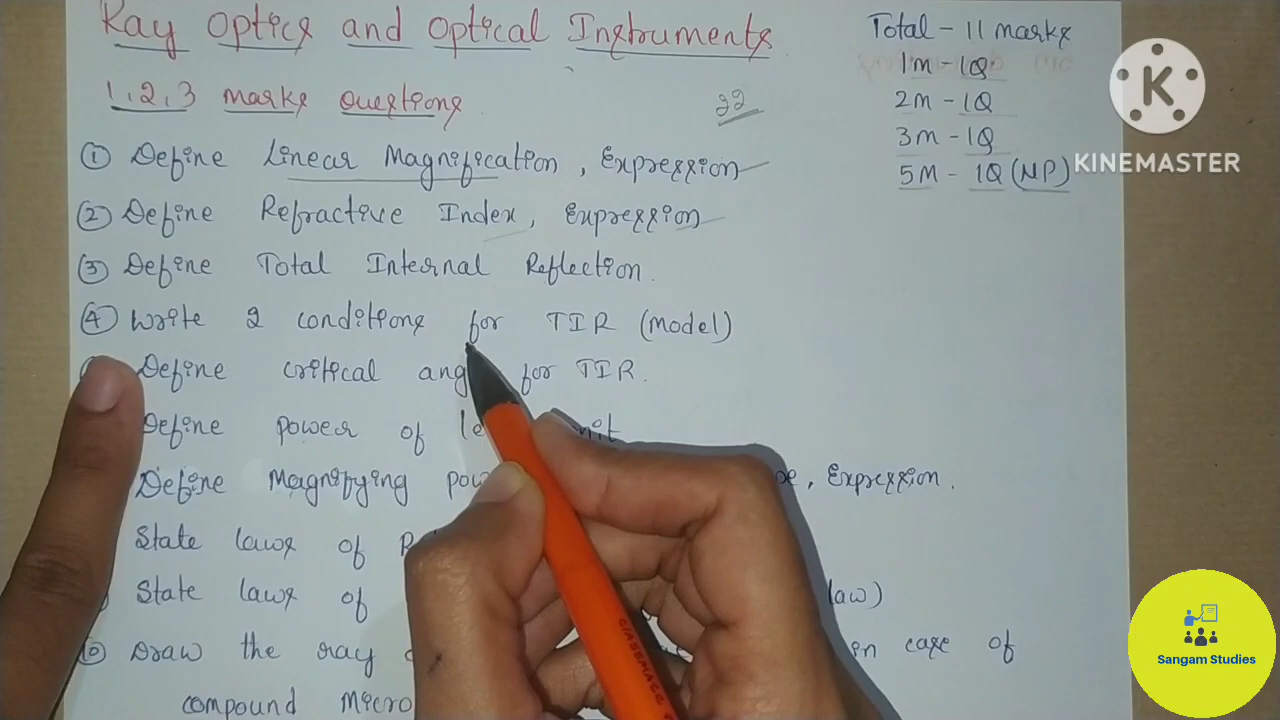 Ray Optics and Optical Instruments
1,2,3 marks Questions
22
Total - 11 marks
1m - 1Q
2m - 1Q
3m - 1Q
5M - 1Q (NP)
① Define Linear Magnification, Expression
② Define Refractive Index, Expression
③ Define Total Internal Reflection.
④ Write 2 conditions for TIR (Model)
Define critical for TIR.
Define power of
Define Magnifying , Expression.
State laws of
State laws of law)
⑩ Draw the ray in case of
compound
K
KINEMASTER
CLASSMATE
Sangam Studies